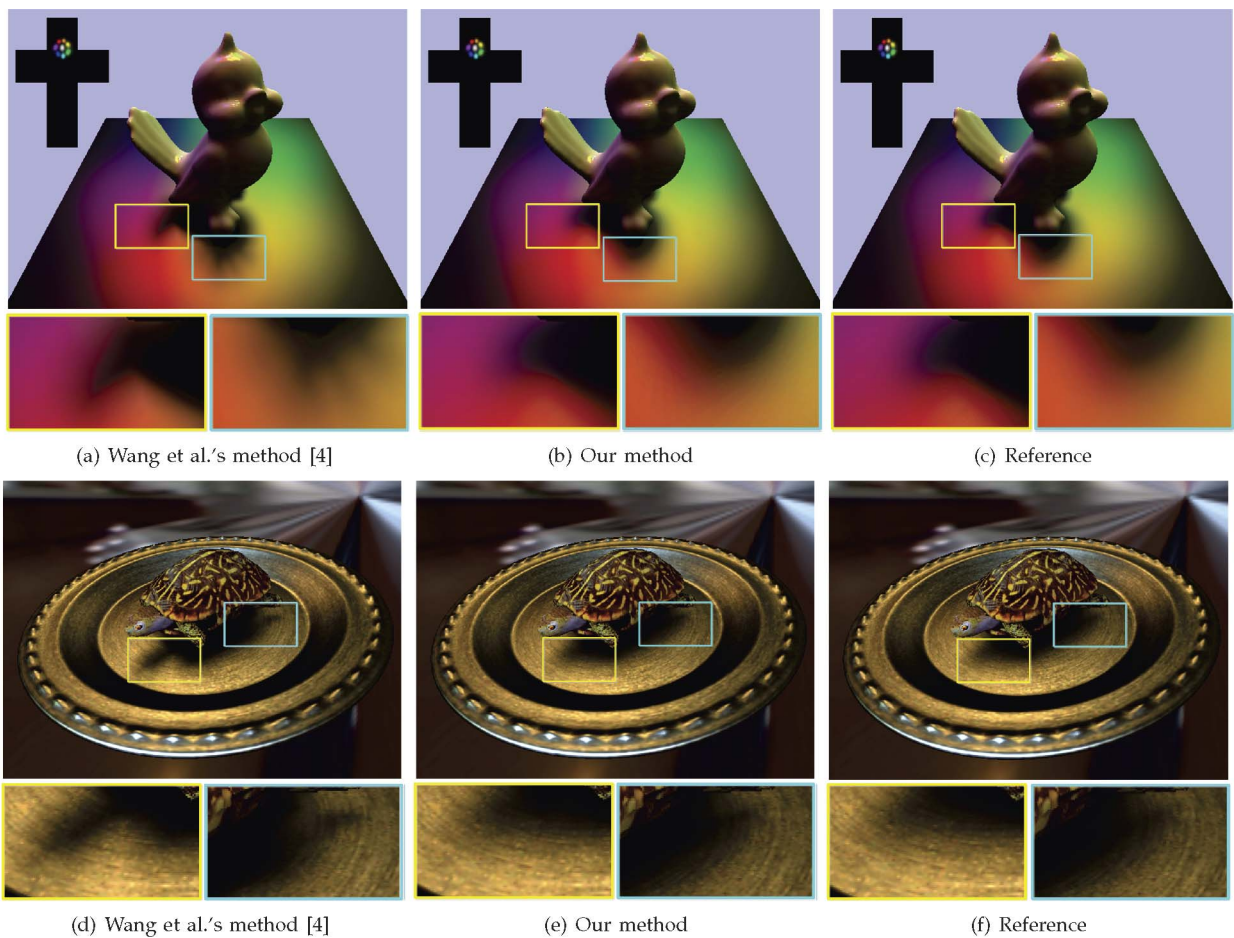 (a) Wang et al.'s method [4]
(b) Our method
(c) Reference
(d) Wang et al.'s method [4]
(e) Our method
(f) Reference